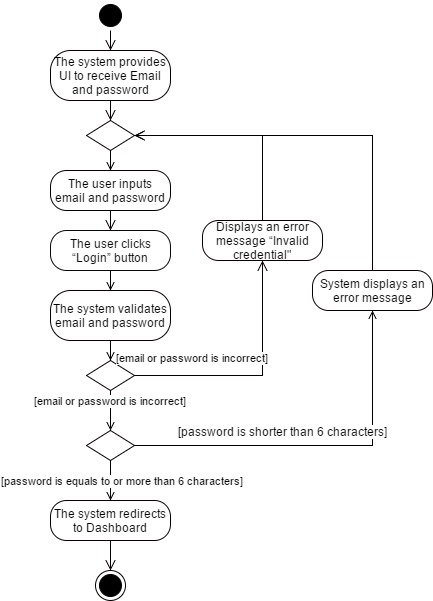 The system provides
UI to receive Email
and password
The user inputs
email and password
The user clicks
“Login” button
Displays an error
message “Invalid
credential"
The system validates
email and password
System displays an
error message
[email or password is incorrect]
[email or password is incorrect]
[password is shorter than 6 characters]
[password is equals to or more than 6 characters]
The system redirects
to Dashboard